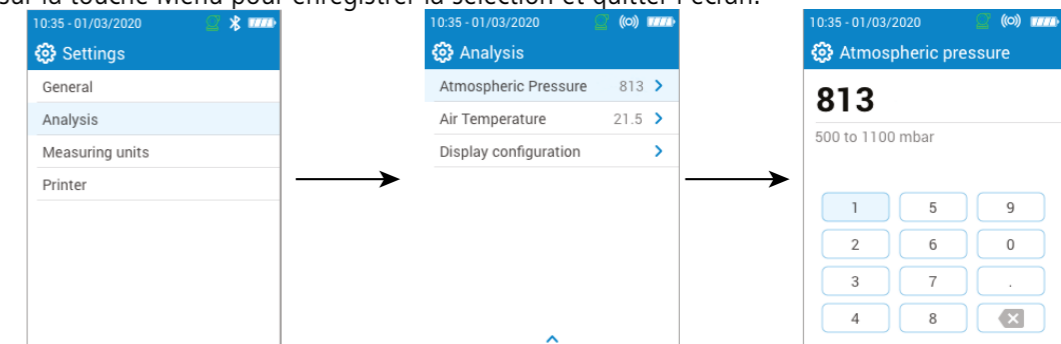 sur la touche Menu pour enregistrer la sélection et quitter l'écran.
10:35 - 01/03/2020
Settings
General
Analysis
Measuring units
Printer
10:35 - 01/03/2020
Analysis
Atmospheric Pressure 813
Air Temperature 21.5
Display configuration
10:35 - 01/03/2020
Atmospheric pressure
813
500 to 1100 mbar
1 5 9
2 6 0
3 7 .
4 8